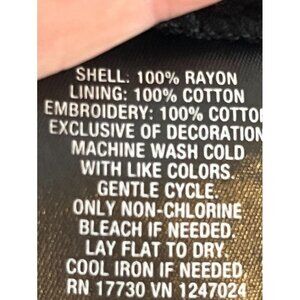 SHELL: 100% RAYON
LINING: 100% COTTON
EMBROIDERY: 100% COTTO
EXCLUSIVE OF DECORATION
MACHINE WASH COLD
WITH LIKE COLORS.
GENTLE CYCLE.
ONLY NON-CHLORINE
BLEACH IF NEEDED.
LAY FLAT TO DRY.
COOL IRON IF NEEDED.
RN 17730 VN 1247024